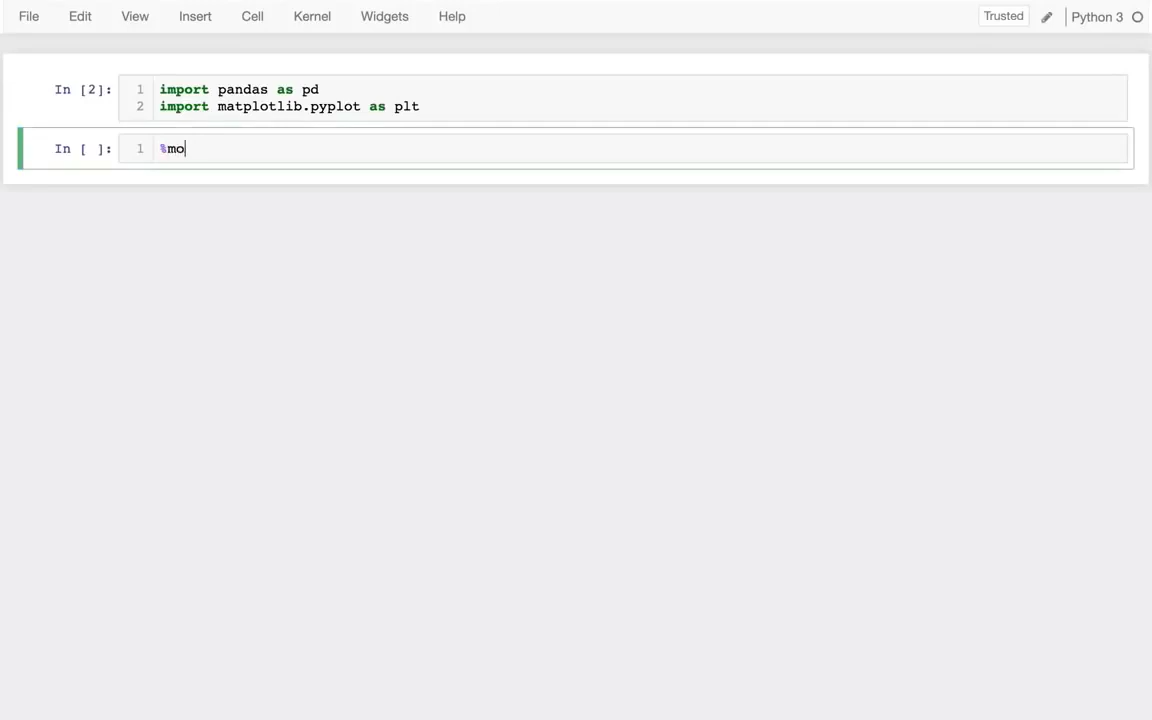 File Edit View Insert Cell Kernel Widgets Help Trusted Python 3
In [2]: 1 import pandas as pd
2 import matplotlib.pyplot as plt
In [ ]: 1 %mo